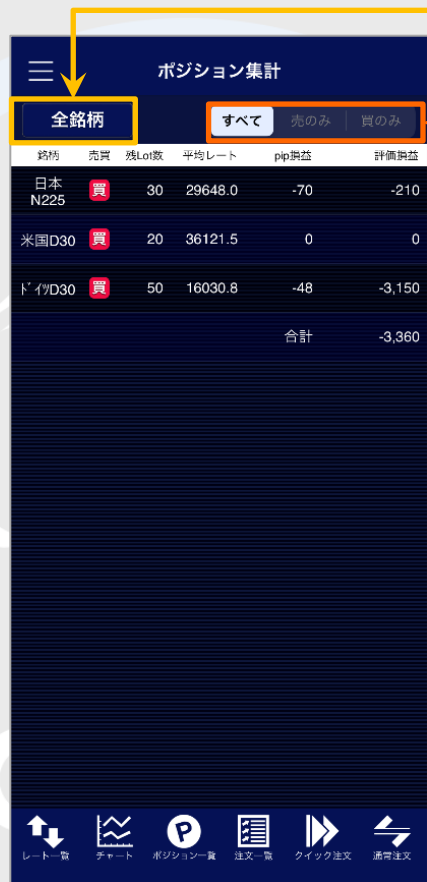 ポジション集計
全銘柄 すべて 売のみ 買のみ
銘柄 売買 残Lot数 平均レート pip損益 評価損益
日本
N225 買 30 29648.0 -70 -210
米国D30 買 20 36121.5 0 0
ﾄﾞｲﾂD30 買 50 16030.8 -48 -3,150
合計 -3,360
レート一覧 チャート ポジション一覧 注文一覧 クイック注文 通常注文